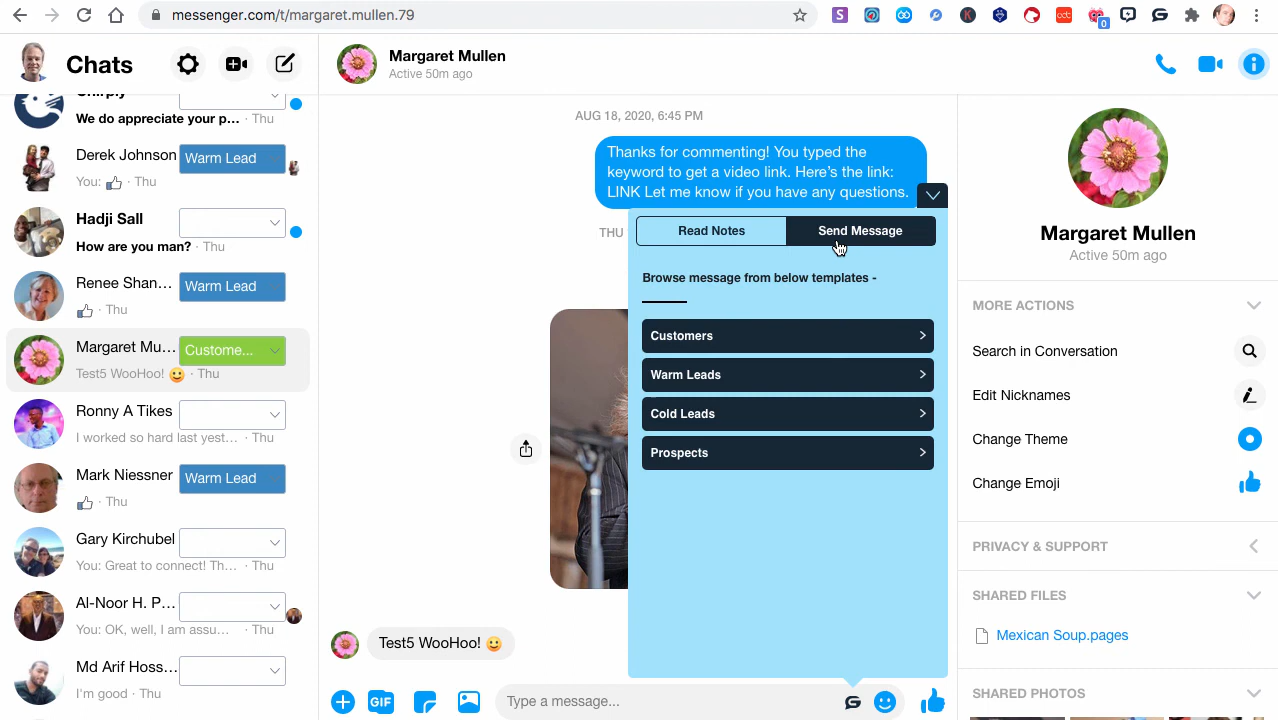 messenger.com/t/margaret.mullen.79
0
Chats
Chirply
We do appreciate your p... · Thu
Derek Johnson
Warm Lead
You: · Thu
Hadji Sall
How are you man? · Thu
Renee Shan...
Warm Lead
· Thu
Margaret Mu...
Custome...
Test5 WooHoo! 🙂 · Thu
Ronny A Tikes
I worked so hard last yest... · Thu
Mark Niessner
Warm Lead
· Thu
Gary Kirchubel
You: Great to connect! Th... · Thu
Al-Noor H. P...
You: OK, well, I am assu... · Thu
Md Arif Hoss...
I'm good · Thu
Margaret Mullen
Active 50m ago
AUG 18, 2020, 6:45 PM
Thanks for commenting! You typed the
keyword to get a video link. Here's the link:
LINK Let me know if you have any questions.
THU
Read Notes
Send Message
Browse message from below templates -
Customers
Warm Leads
Cold Leads
Prospects
Test5 WooHoo! 🙂
GIF
Type a message...
Margaret Mullen
Active 50m ago
MORE ACTIONS
Search in Conversation
Edit Nicknames
Change Theme
Change Emoji
PRIVACY & SUPPORT
SHARED FILES
Mexican Soup.pages
SHARED PHOTOS